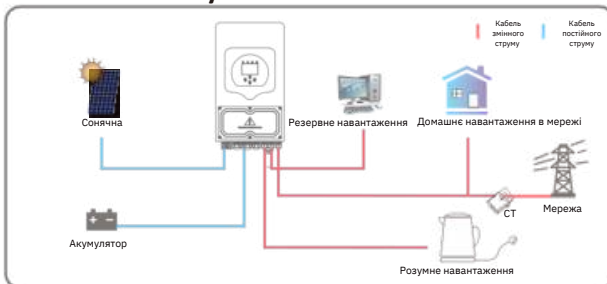 Кабель
змінного
струму
Кабель
постійного
струму
Сонячна
Резервне навантаження
Домашнє навантаження в мережі
СТ
Мережа
Акумулятор
Розумне навантаження